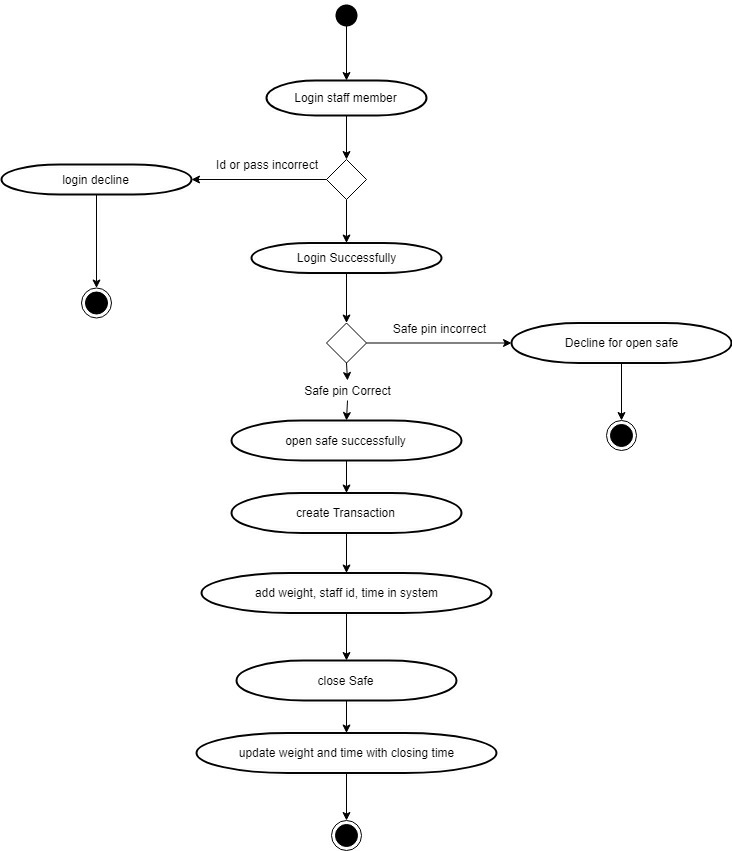 Login staff member
Id or pass incorrect
login decline
Login Successfully
Safe pin incorrect
Decline for open safe
Safe pin Correct
open safe successfully
create Transaction
add weight, staff id, time in system
close Safe
update weight and time with closing time